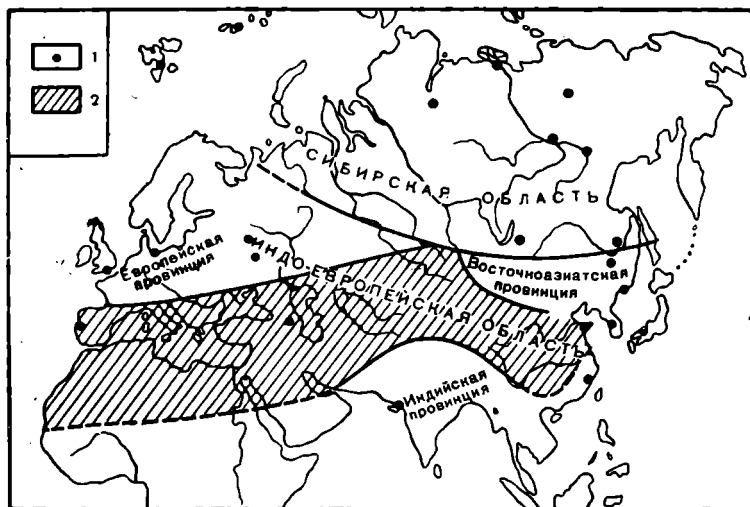 1
2
СИБИРСКАЯ ОБЛАСТЬ
Европейская
провинция
ИНДО-ЕВРОПЕЙСКАЯ ОБЛАСТЬ
Восточноазиатская
провинция
Индийская
провинция